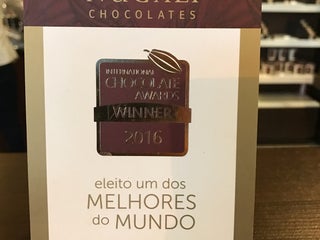 CHOCOLATES
INTERNATIONAL
CHOCOLATE
AWARDS
WINNER
2016
eleito um dos
MELHORES
do MUNDO